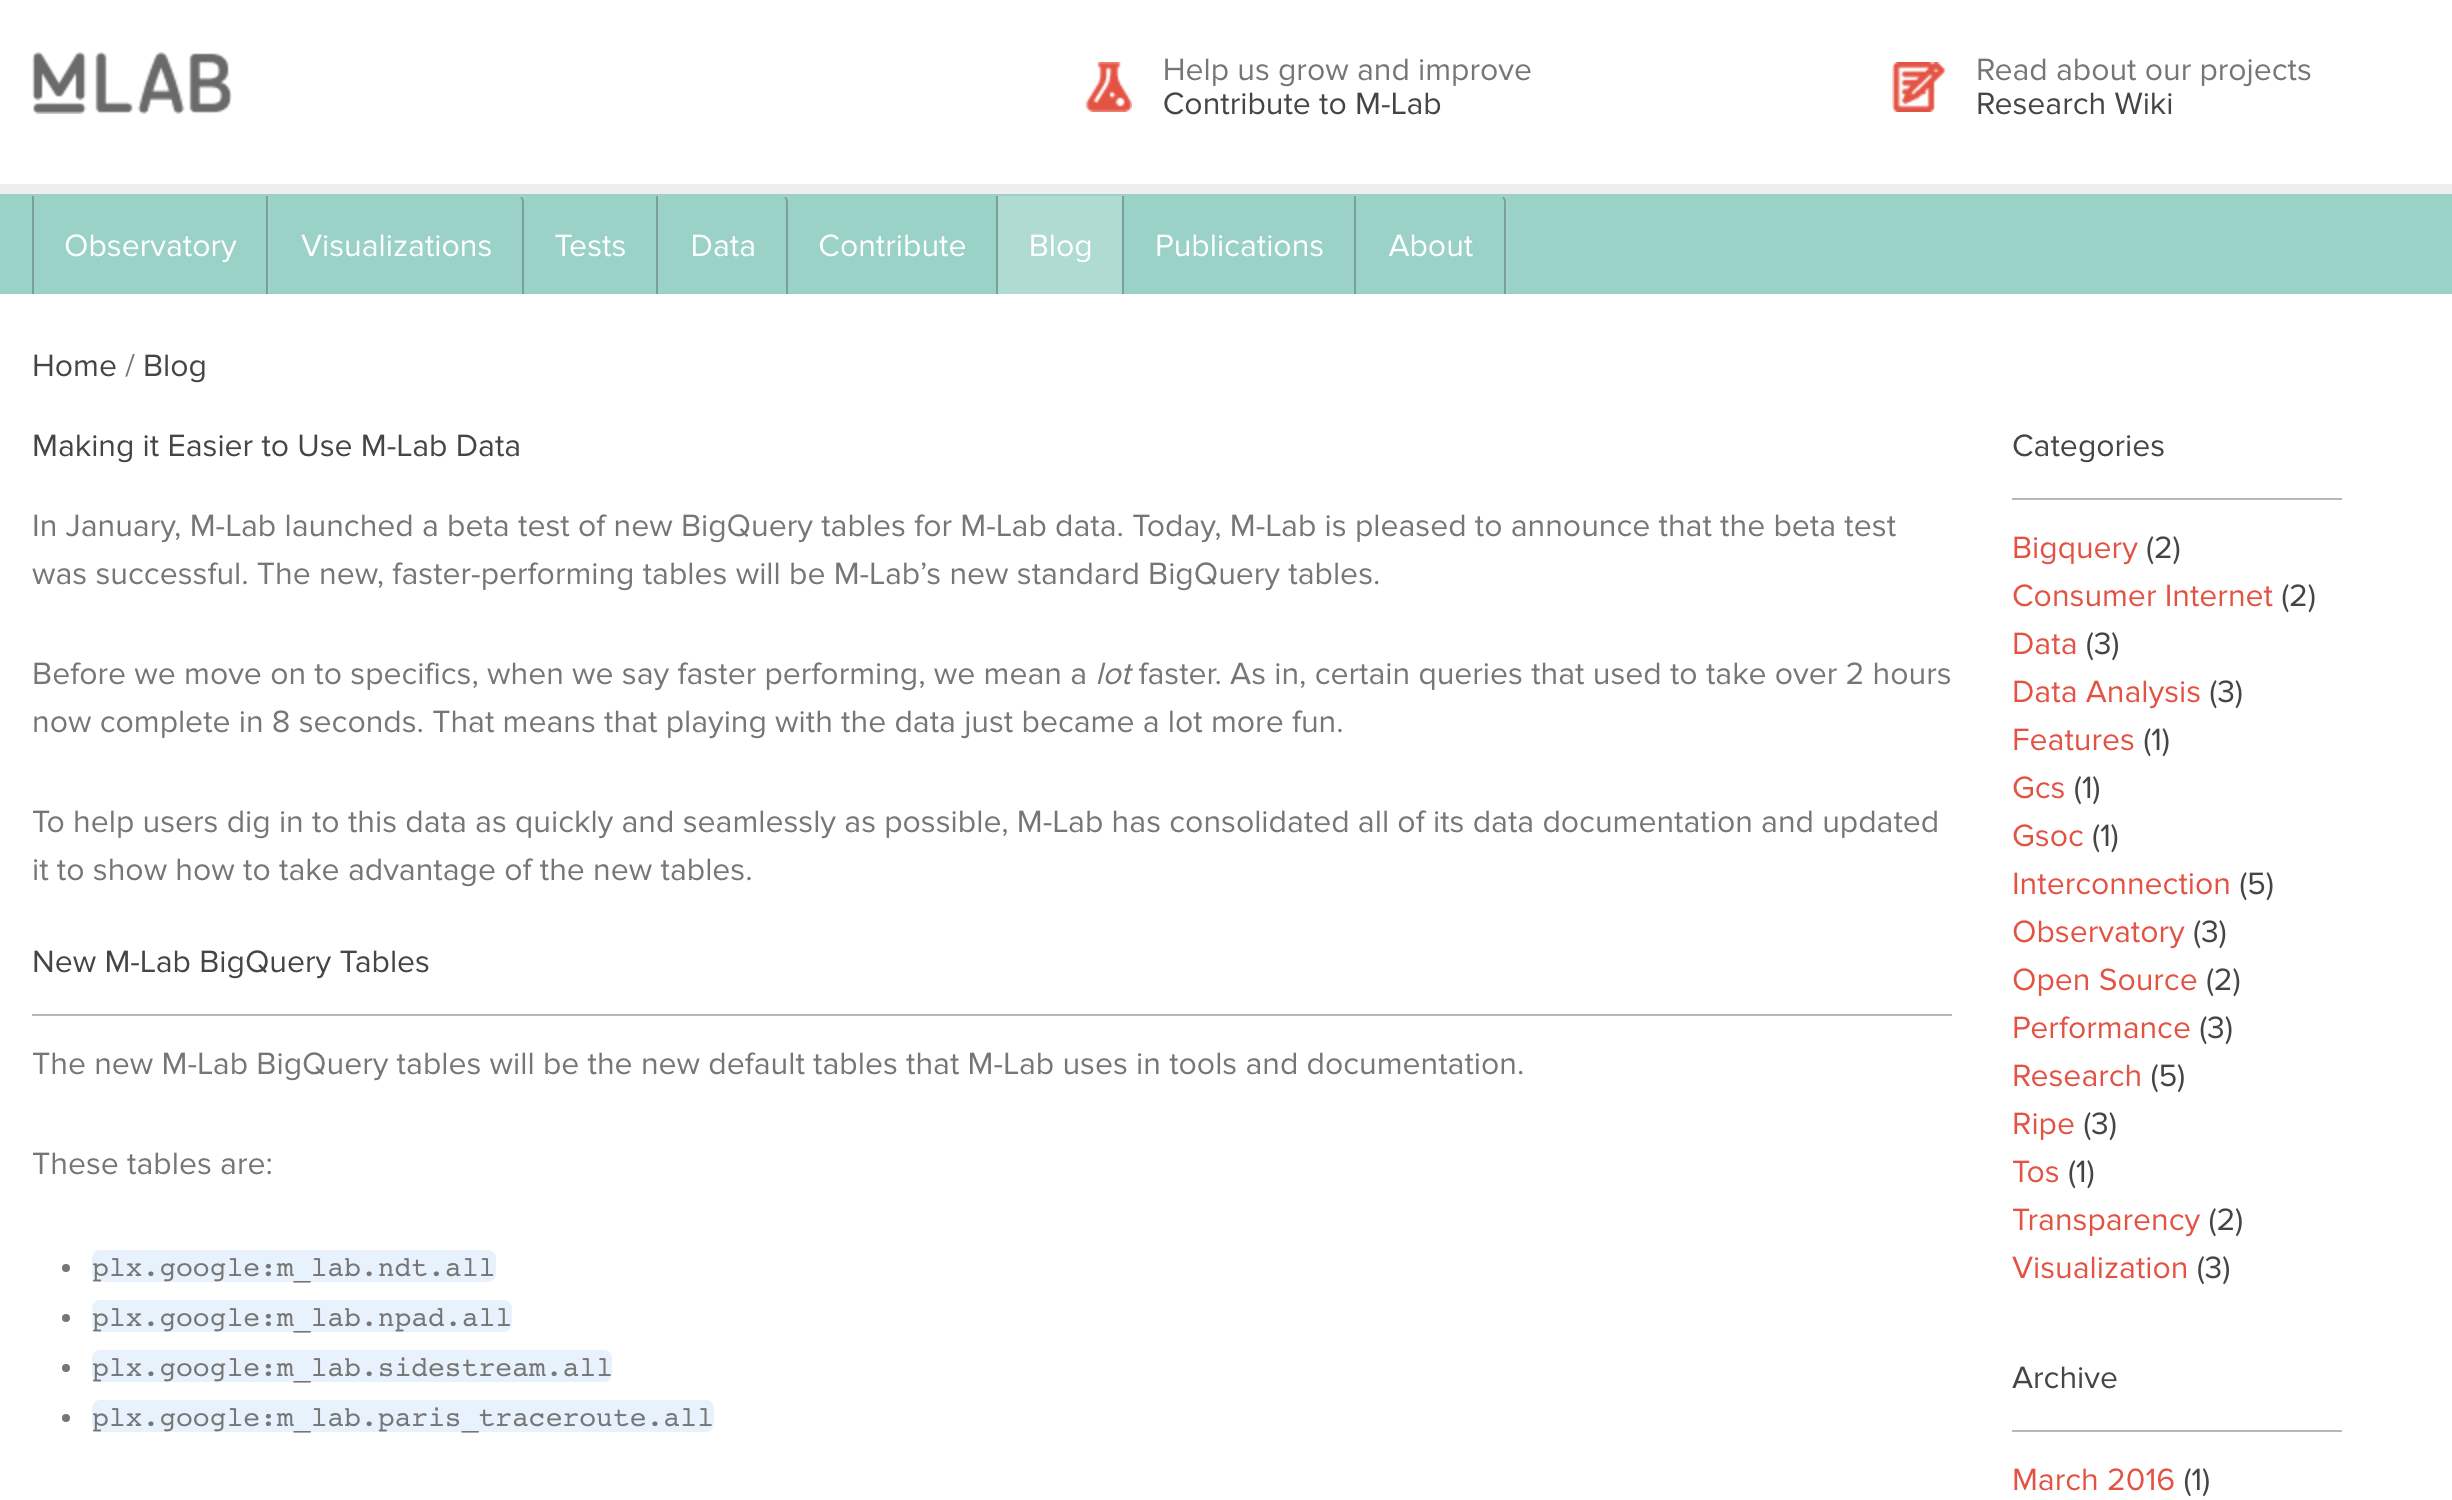 MLAB
Help us grow and improve
Contribute to M-Lab
Read about our projects
Research Wiki
Observatory
Visualizations
Tests
Data
Contribute
Blog
Publications
About
Home / Blog
Making it Easier to Use M-Lab Data
In January, M-Lab launched a beta test of new BigQuery tables for M-Lab data. Today, M-Lab is pleased to announce that the beta test
was successful. The new, faster-performing tables will be M-Lab’s new standard BigQuery tables.
Before we move on to specifics, when we say faster performing, we mean a lot faster. As in, certain queries that used to take over 2 hours
now complete in 8 seconds. That means that playing with the data just became a lot more fun.
To help users dig in to this data as quickly and seamlessly as possible, M-Lab has consolidated all of its data documentation and updated
it to show how to take advantage of the new tables.
New M-Lab BigQuery Tables
The new M-Lab BigQuery tables will be the new default tables that M-Lab uses in tools and documentation.
These tables are:
• plx.google:m_lab.ndt.all
• plx.google:m_lab.npad.all
• plx.google:m_lab.sidestream.all
• plx.google:m_lab.paris_traceroute.all
Categories
Bigquery (2)
Consumer Internet (2)
Data (3)
Data Analysis (3)
Features (1)
Gcs (1)
Gsoc (1)
Interconnection (5)
Observatory (3)
Open Source (2)
Performance (3)
Research (5)
Ripe (3)
Tos (1)
Transparency (2)
Visualization (3)
Archive
March 2016 (1)